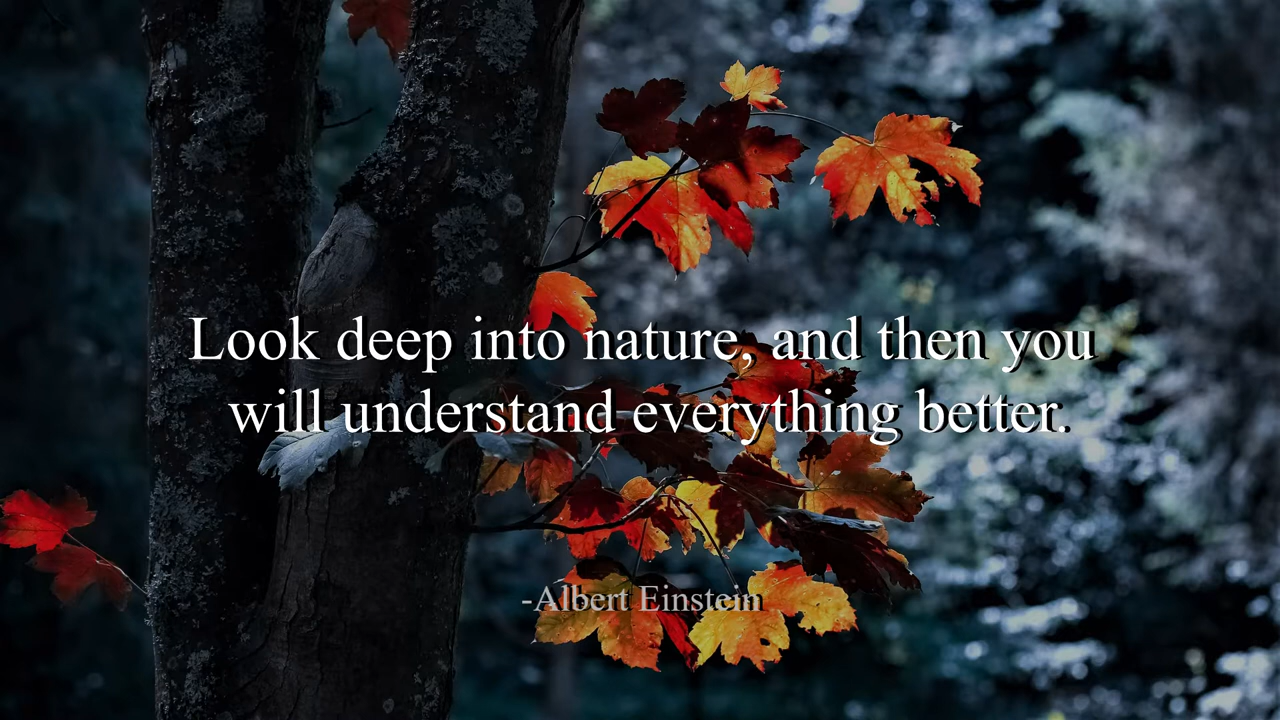 Look deep into nature, and then you
will understand everything better.
-Albert Einstein